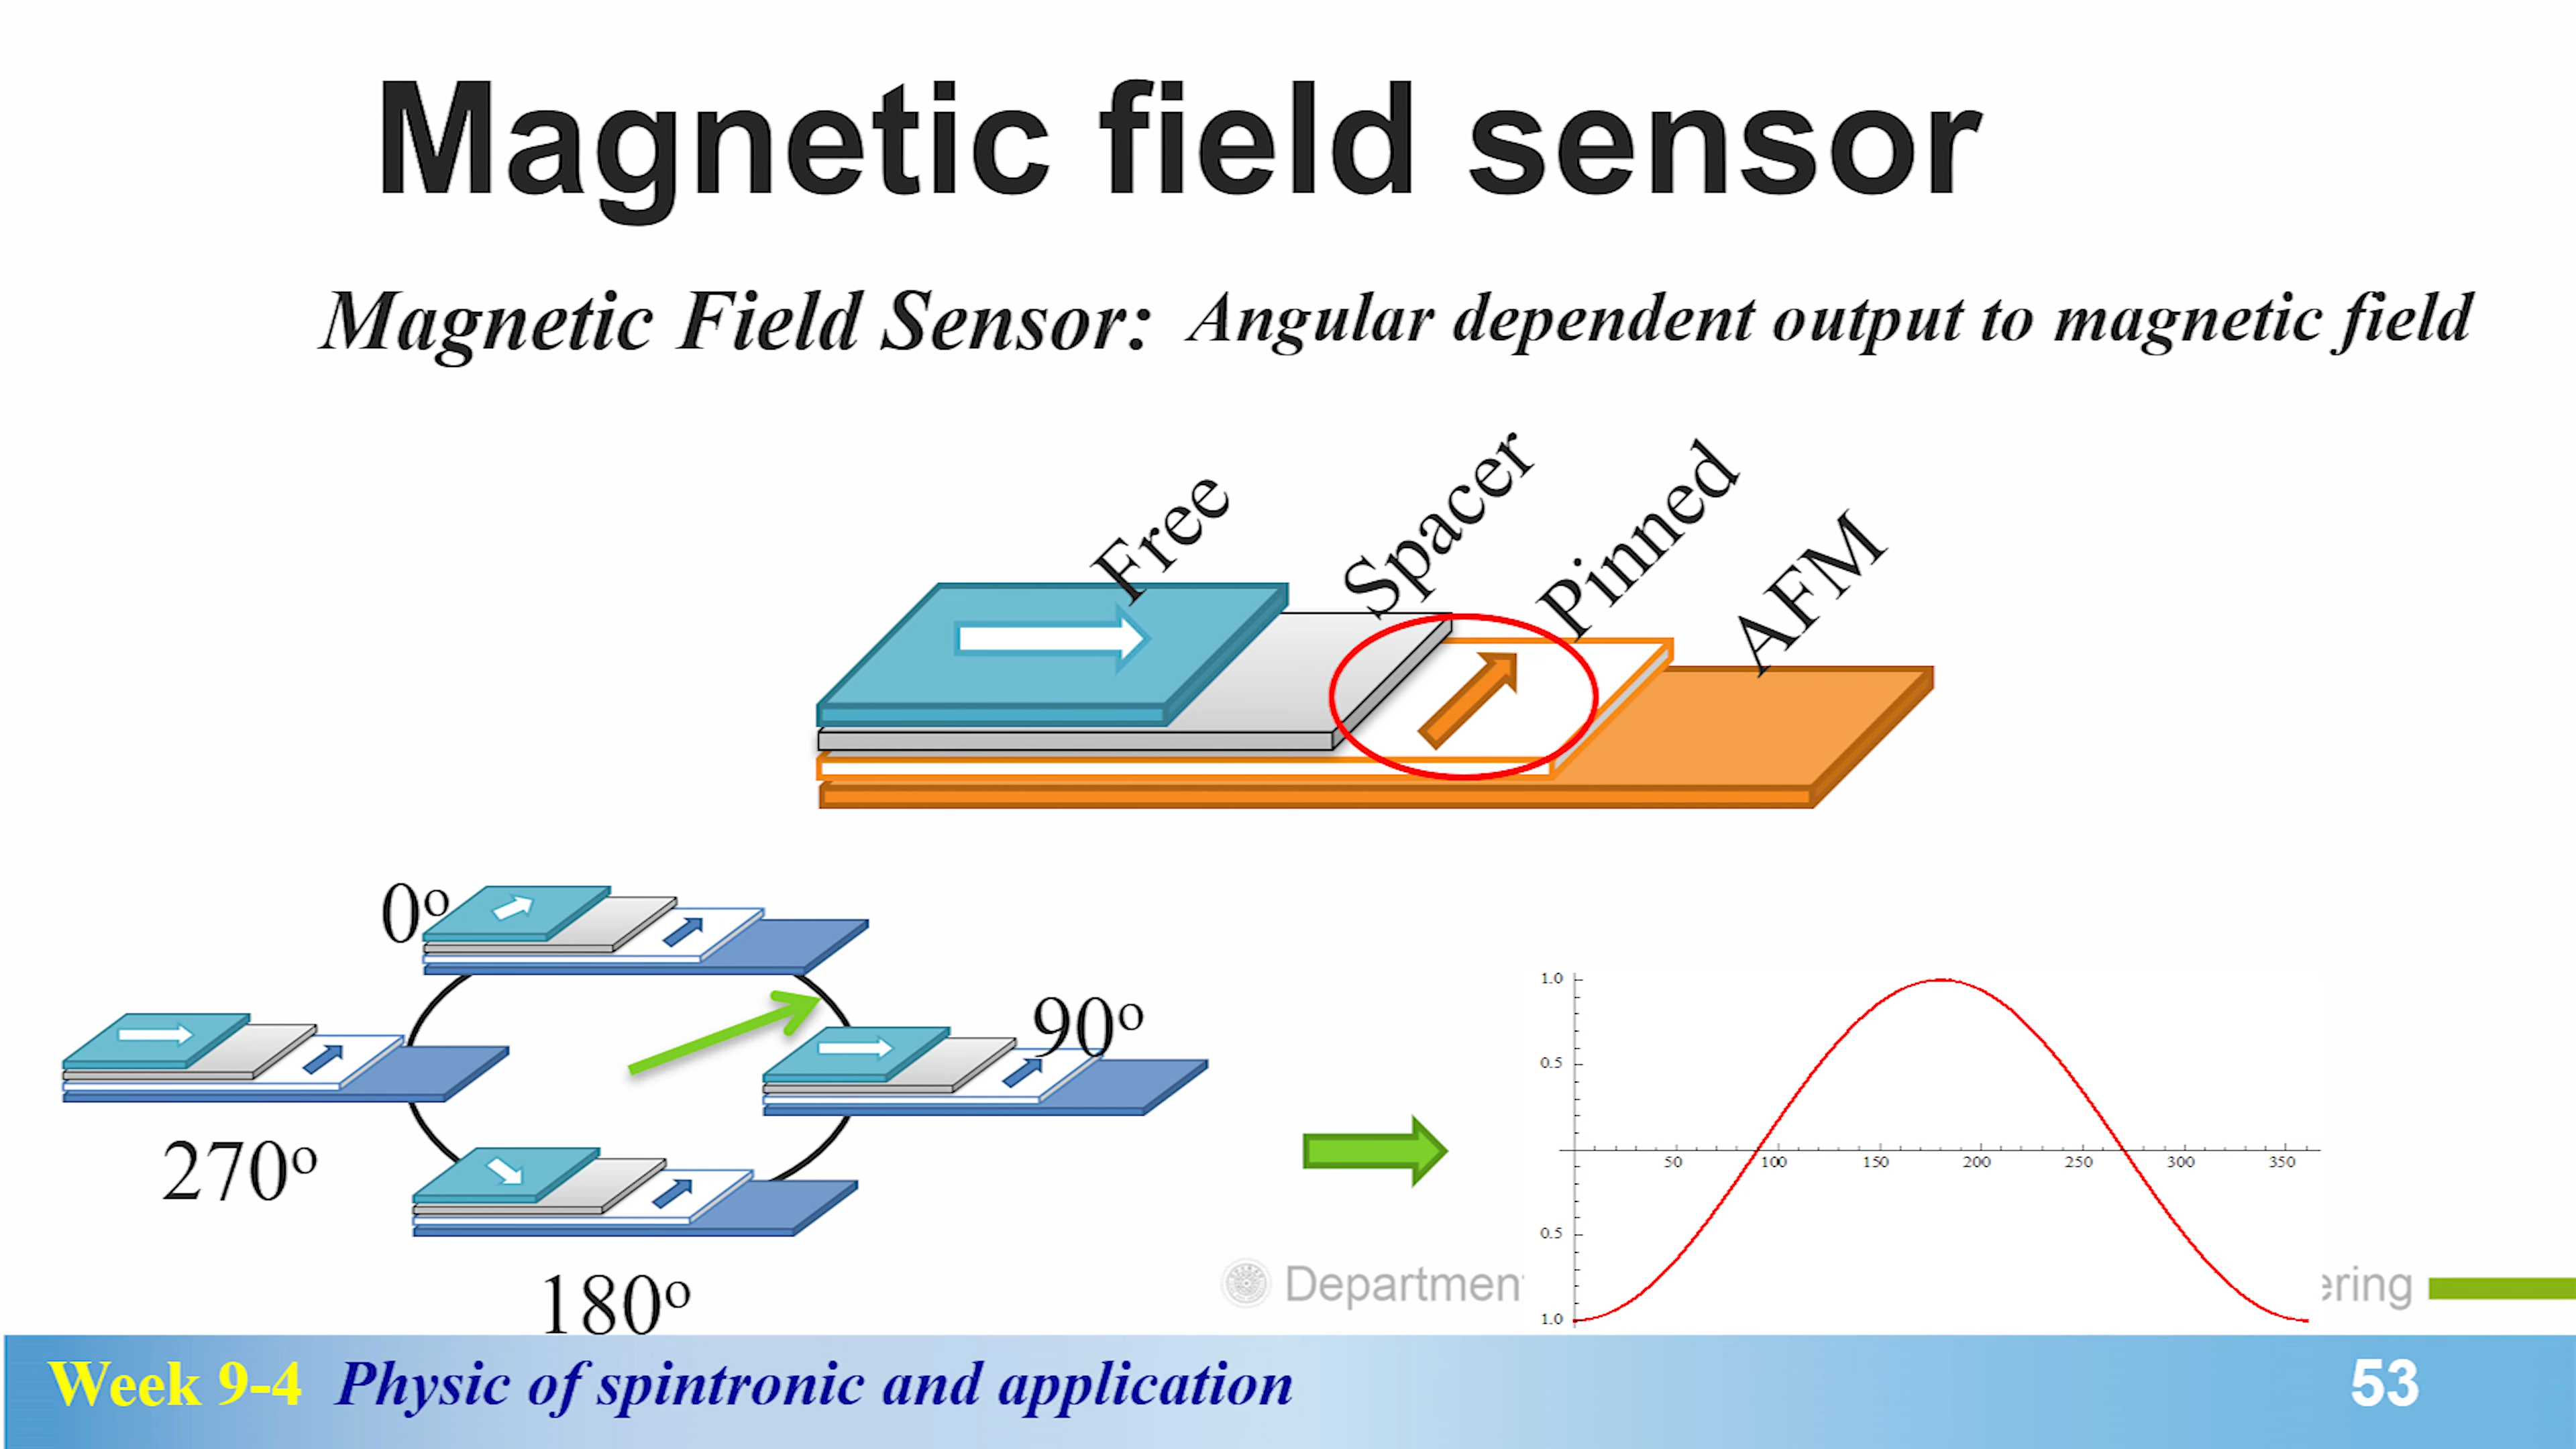 Magnetic field sensor
Magnetic Field Sensor: Angular dependent output to magnetic field
Free
Spacer
Pinned
AFM
0º
90º
270º
180º
1.0
0.5
50 100 150 200 250 300 350
0.5
1.0
Departmen
ering
Week 9-4 Physic of spintronic and application
53